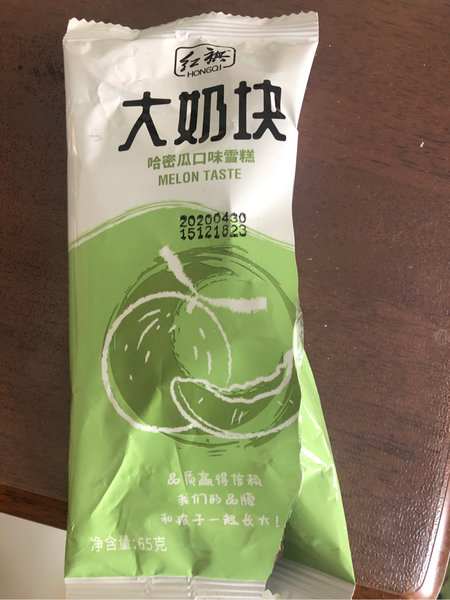 红旗
HONGQI
大奶块
哈密瓜口味雪糕
MELON TASTE
20200430
15121823
品质赢得信赖
我们的品牌
和孩子一起长大!
净含量:65克